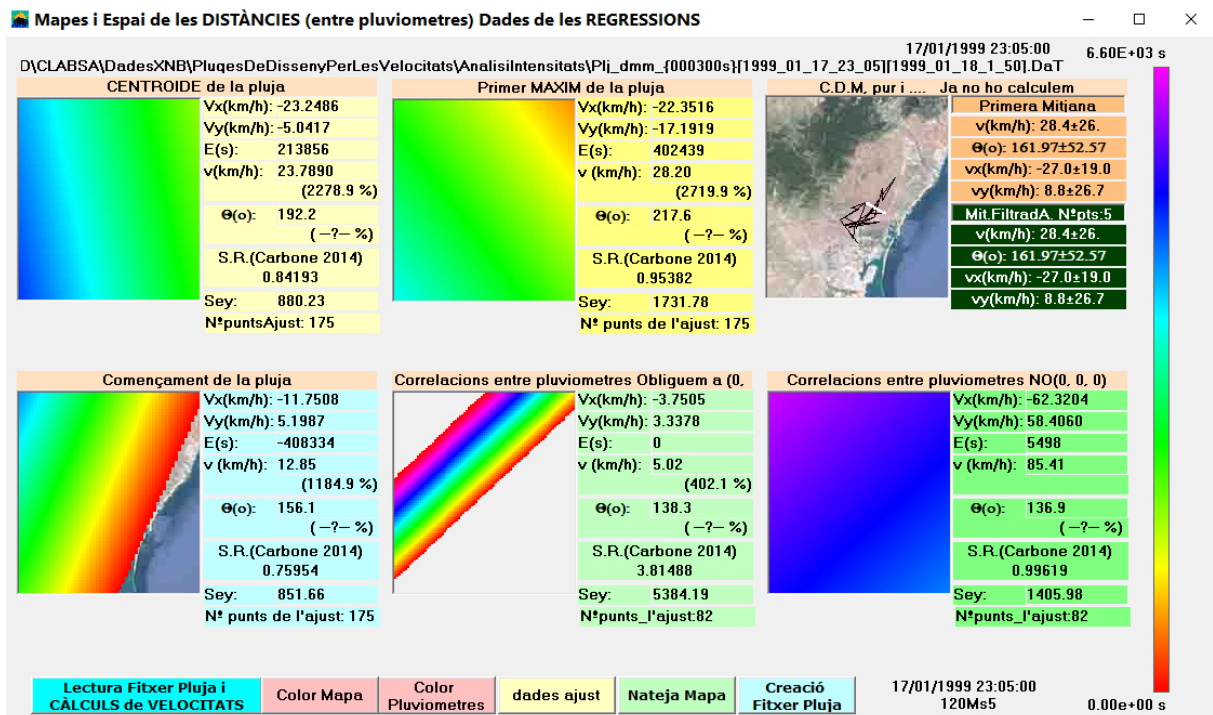 Mapes i Espai de les DISTÀNCIES (entre pluviometres) Dades de les REGRESSIONS
17/01/1999 23:05:00
6.60E+03 s
D\CLABSA\DadesXNB\PluqesDeDissenyPerLesVelocitats\AnalisiIntensitats\Plj_dmm_{000300s}[1999_01_17_23_05][1999_01_18_1_50].DaT
CENTROIDE de la pluja
Vx(km/h): -23.2486
Vy(km/h): -5.0417
E(s): 213856
v(km/h): 23.7890
(2278.9 %)
Θ(o): 192.2
( –?– %)
S.R.(Carbone 2014)
0.84193
Sey: 880.23
NºpuntsAjust: 175
Primer MAXIM de la pluja
Vx(km/h): -22.3516
Vy(km/h): -17.1919
E(s): 402439
v (km/h): 28.20
(2719.9 %)
Θ(o): 217.6
( –?– %)
S.R.(Carbone 2014)
0.95382
Sey: 1731.78
Nº punts de l'ajust: 175
C.D.M, pur i .... Ja no ho calculem
Primera Mitjana
v(km/h): 28.4±26.
Θ(o): 161.97±52.57
vx(km/h): -27.0±19.0
vy(km/h): 8.8±26.7
Mit.FiltradA. Nºpts:5
v(km/h): 28.4±26.
Θ(o): 161.97±52.57
vx(km/h): -27.0±19.0
vy(km/h): 8.8±26.7
Començament de la pluja
Vx(km/h): -11.7508
Vy(km/h): 5.1987
E(s): -408334
v (km/h): 12.85
(1184.9 %)
Θ(o): 156.1
( –?– %)
S.R.(Carbone 2014)
0.75954
Sey: 851.66
Nº punts de l'ajust: 175
Correlacions entre pluviometres Obliguem a (0,
Vx(km/h): -3.7505
Vy(km/h): 3.3378
E(s): 0
v (km/h): 5.02
(402.1 %)
Θ(o): 138.3
( –?– %)
S.R.(Carbone 2014)
3.81488
Sey: 5384.19
Nºpunts_l'ajust:82
Correlacions entre pluviometres NO(0, 0, 0)
Vx(km/h): -62.3204
Vy(km/h): 58.4060
E(s): 5498
v (km/h): 85.41
Θ(o): 136.9
( –?– %)
S.R.(Carbone 2014)
0.99619
Sey: 1405.98
Nºpunts_l'ajust:82
Lectura Fitxer Pluja i
CÀLCULS de VELOCITATS
Color Mapa
Color
Pluviometres
dades ajust
Nateja Mapa
Creació
Fitxer Pluja
17/01/1999 23:05:00
120Ms5
0.00e+00 s